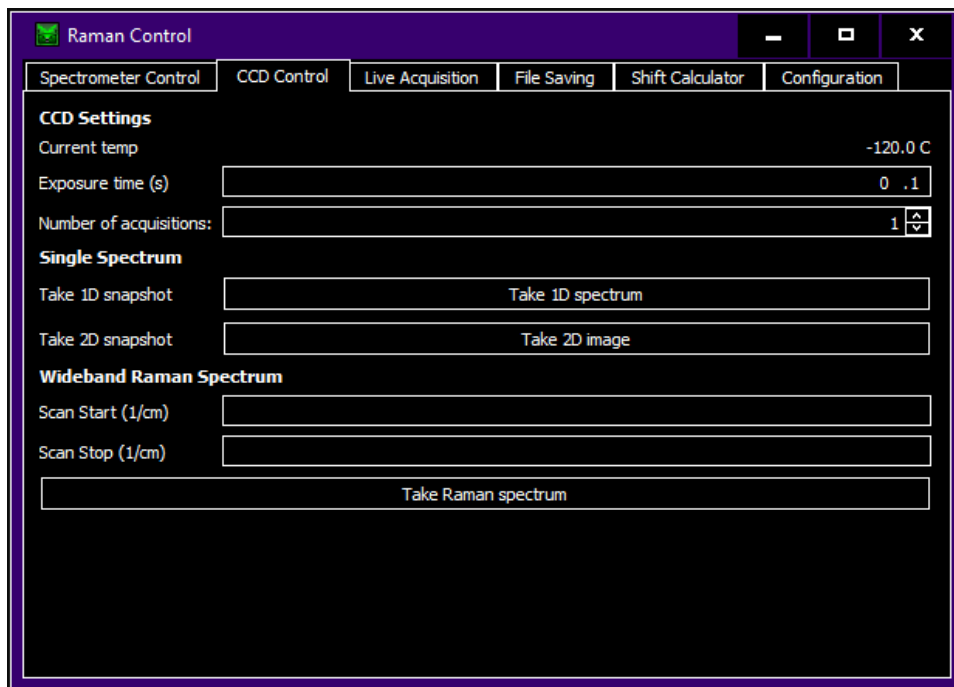 Raman Control
Spectrometer Control CCD Control Live Acquisition File Saving Shift Calculator Configuration
CCD Settings
Current temp -120.0 C
Exposure time (s) 0 .1
Number of acquisitions: 1
Single Spectrum
Take 1D snapshot Take 1D spectrum
Take 2D snapshot Take 2D image
Wideband Raman Spectrum
Scan Start (1/cm)
Scan Stop (1/cm)
Take Raman spectrum